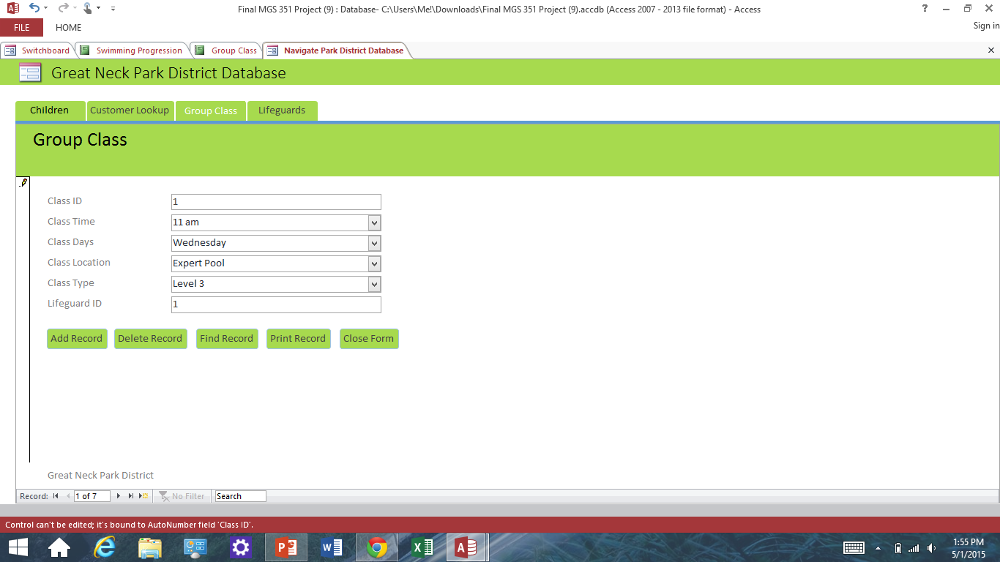 Final MGS 351 Project (9) : Database- C:\Users\Me!\Downloads\Final MGS 351 Project (9).accdb (Access 2007 - 2013 file format) - Access
FILE HOME Sign in
Switchboard Swimming Progression Group Class Navigate Park District Database
Great Neck Park District Database
Children Customer Lookup Group Class Lifeguards
Group Class
Class ID 1
Class Time 11 am
Class Days Wednesday
Class Location Expert Pool
Class Type Level 3
Lifeguard ID 1
Add Record Delete Record Find Record Print Record Close Form
Great Neck Park District
Record: 1 of 7 No Filter Search
Control can't be edited; it's bound to AutoNumber field 'Class ID'.
1:55 PM
5/1/2015